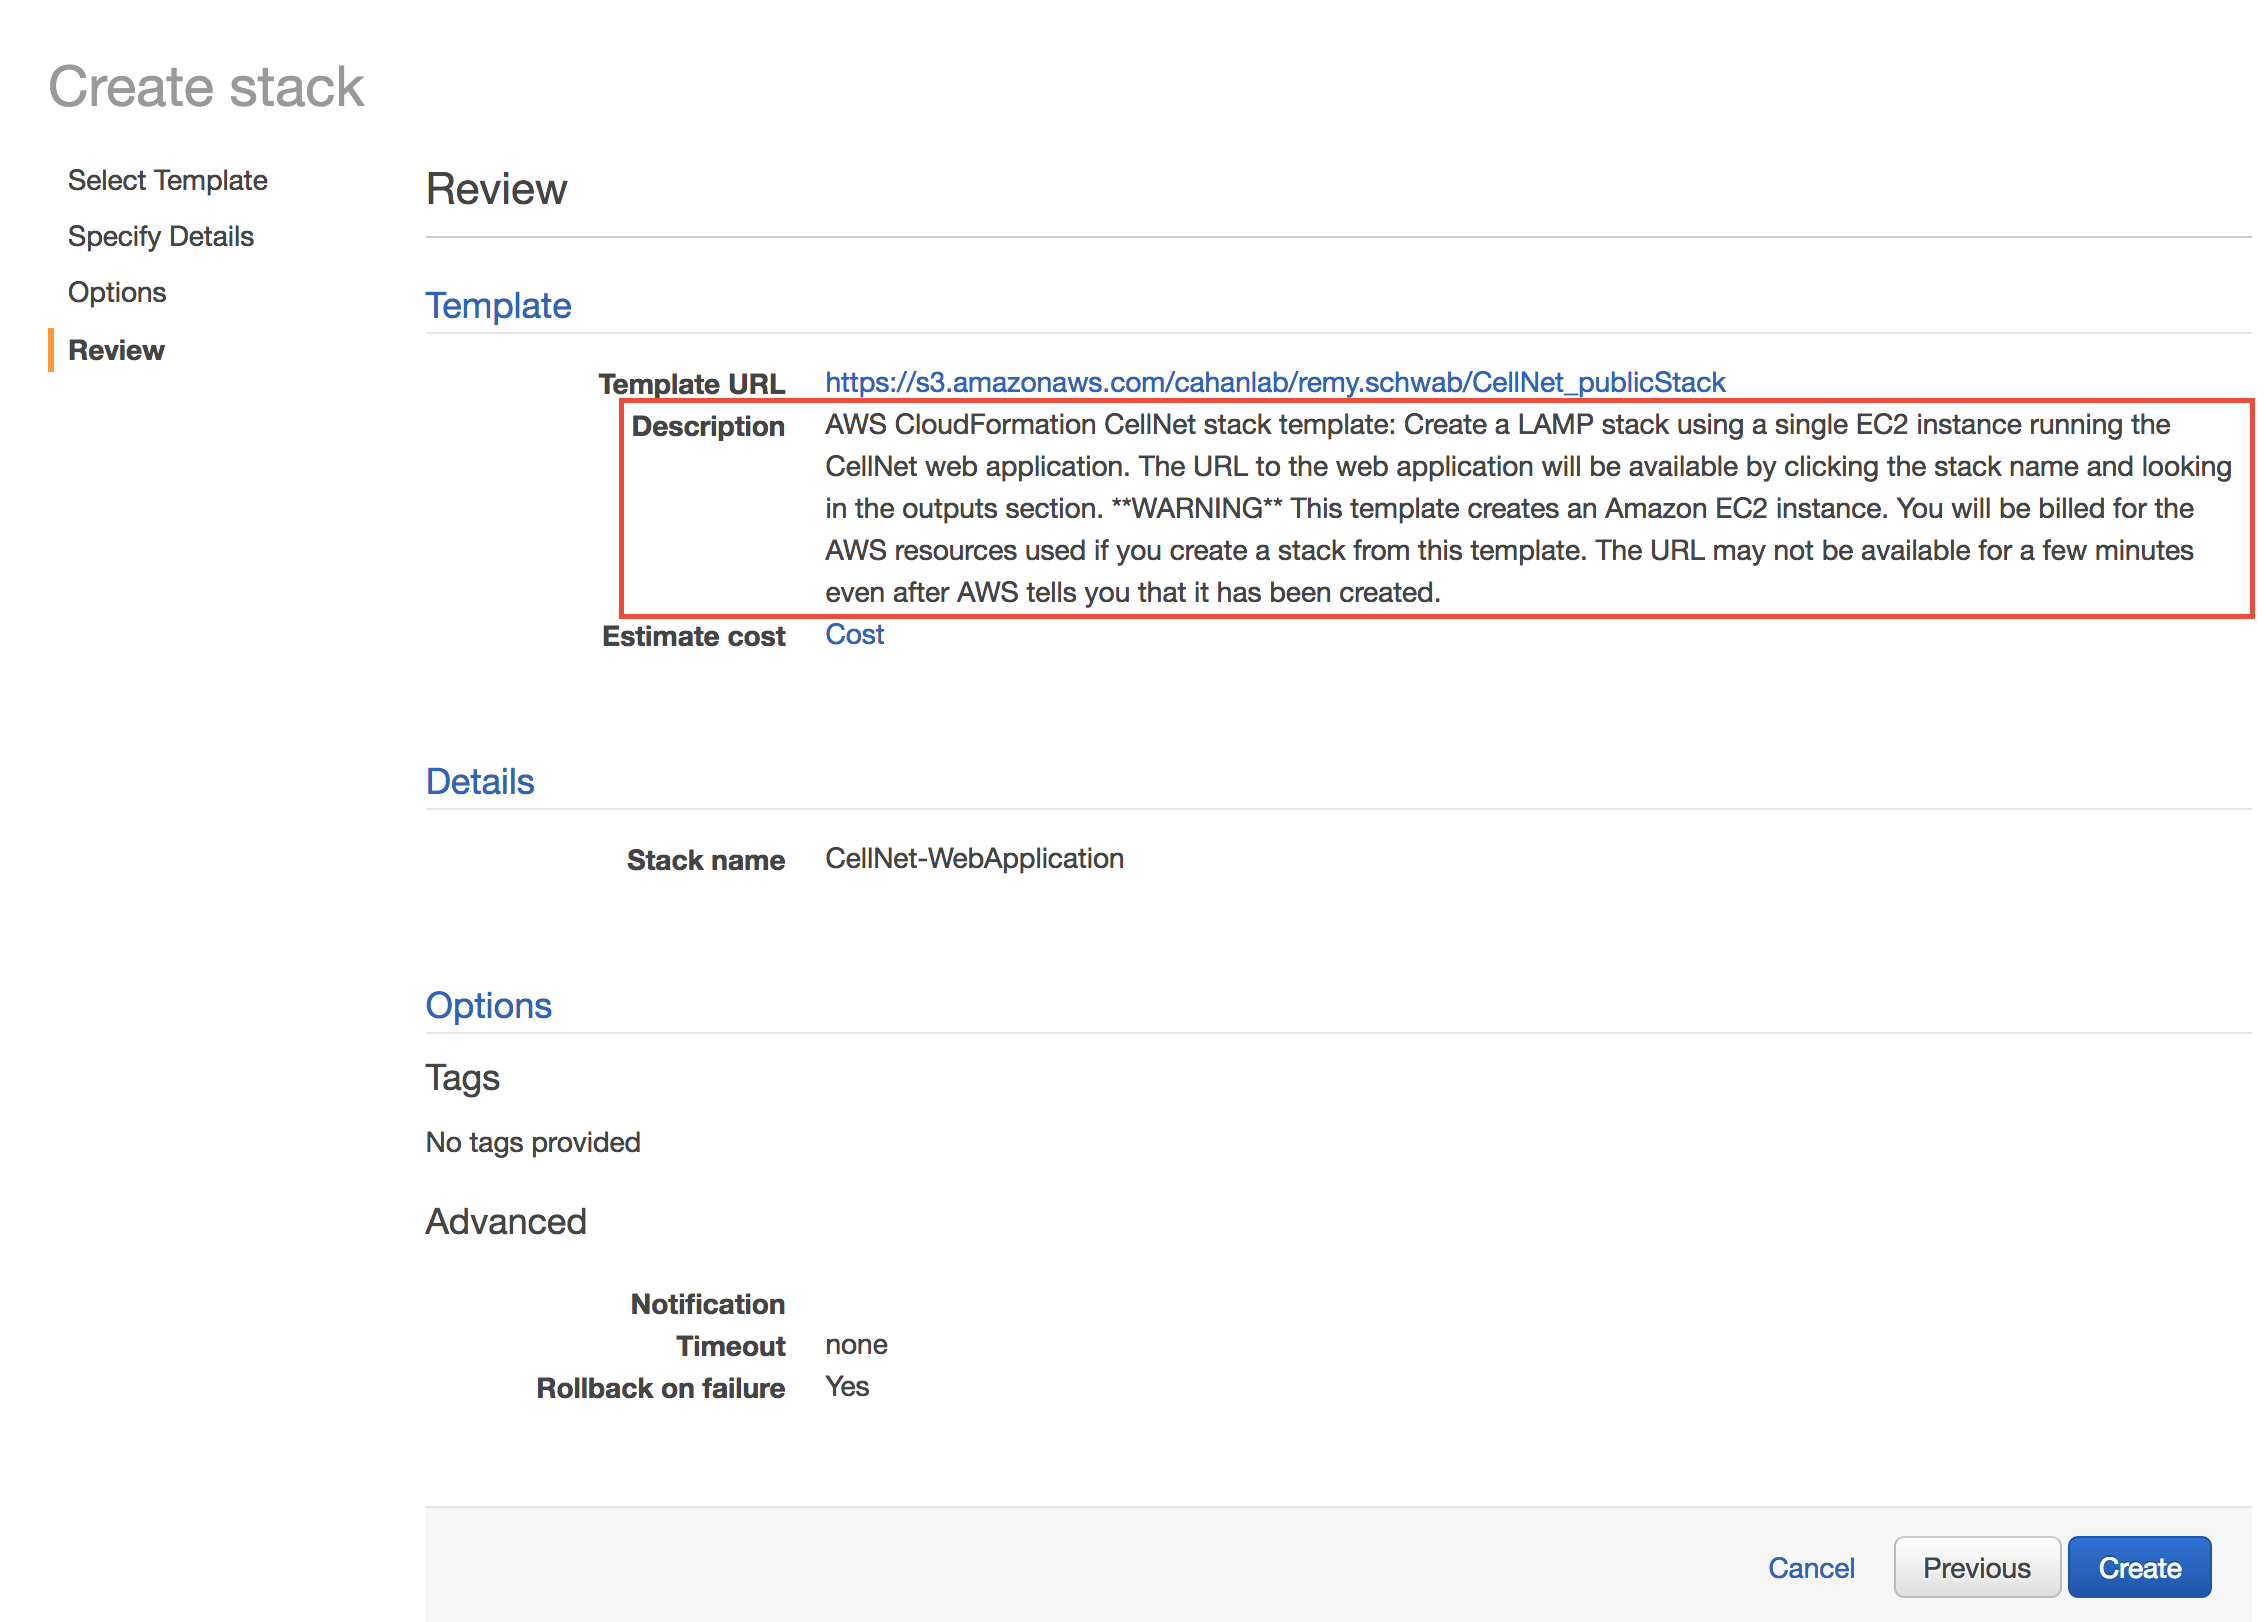 Create stack
Select Template
Specify Details
Options
Review
Review
Template
Template URL https://s3.amazonaws.com/cahanlab/remy.schwab/CellNet_publicStack
Description AWS CloudFormation CellNet stack template: Create a LAMP stack using a single EC2 instance running the
CellNet web application. The URL to the web application will be available by clicking the stack name and looking
in the outputs section. **WARNING** This template creates an Amazon EC2 instance. You will be billed for the
AWS resources used if you create a stack from this template. The URL may not be available for a few minutes
even after AWS tells you that it has been created.
Estimate cost Cost
Details
Stack name CellNet-WebApplication
Options
Tags
No tags provided
Advanced
Notification
Timeout none
Rollback on failure Yes
Cancel Previous Create